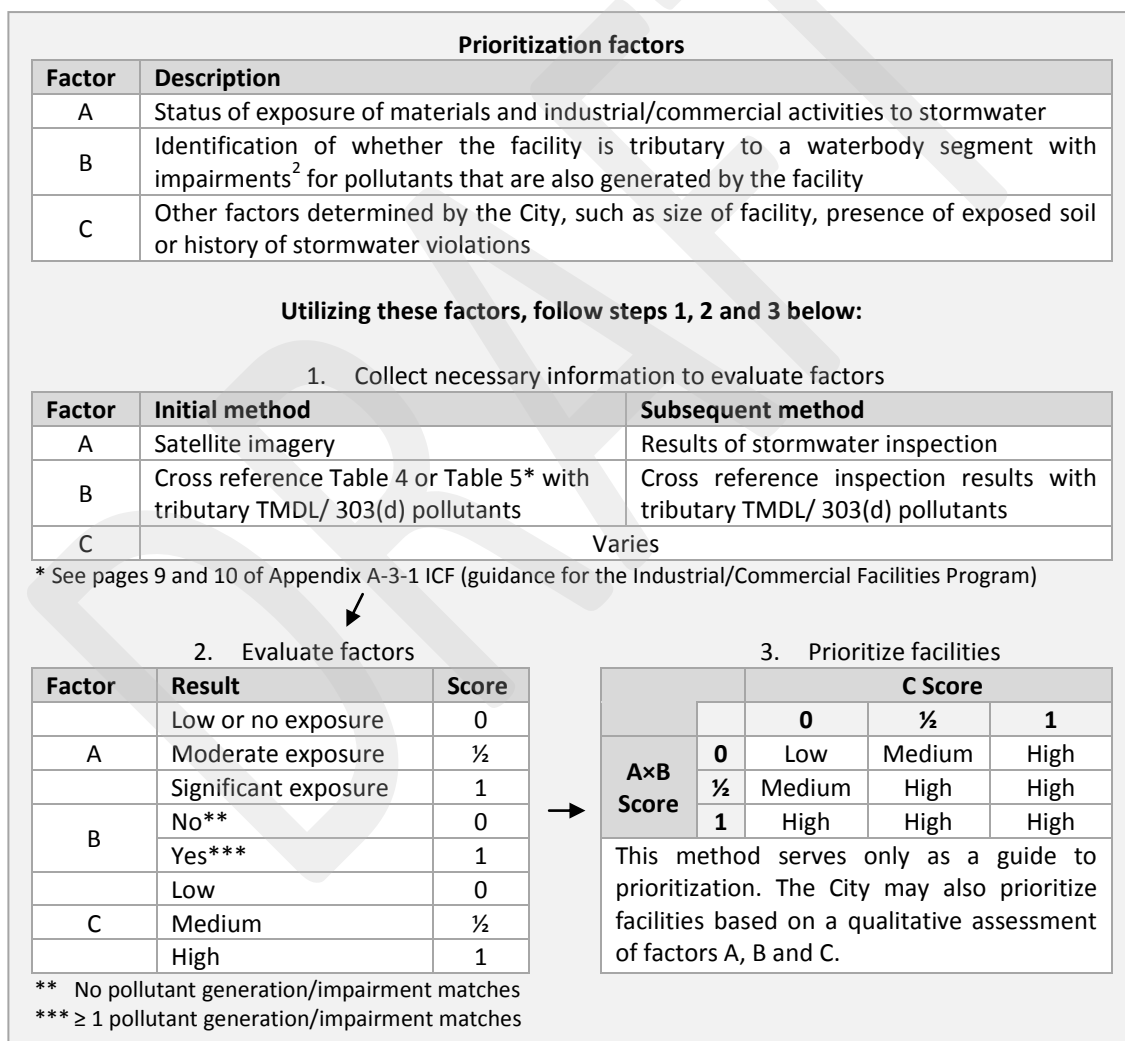 Prioritization factors
Factor Description
A Status of exposure of materials and industrial/commercial activities to stormwater
B Identification of whether the facility is tributary to a waterbody segment with
impairments² for pollutants that are also generated by the facility
C Other factors determined by the City, such as size of facility, presence of exposed soil
or history of stormwater violations
Utilizing these factors, follow steps 1, 2 and 3 below:
1. Collect necessary information to evaluate factors
Factor Initial method Subsequent method
A Satellite imagery Results of stormwater inspection
B Cross reference Table 4 or Table 5* with tributary TMDL/ 303(d) pollutants
Cross reference inspection results with tributary TMDL/ 303(d) pollutants
C Varies
* See pages 9 and 10 of Appendix A-3-1 ICF (guidance for the Industrial/Commercial Facilities Program)
2. Evaluate factors
Factor Result Score
Low or no exposure 0
A Moderate exposure ½
Significant exposure 1
B
No** 0
Yes*** 1
Low 0
C Medium ½
High 1
** No pollutant generation/impairment matches
*** ≥ 1 pollutant generation/impairment matches
3. Prioritize facilities
C Score
0 ½ 1
A×B
Score
0 Low Medium High
½ Medium High High
1 High High High
This method serves only as a guide to
prioritization. The City may also prioritize
facilities based on a qualitative assessment
of factors A, B and C.
DRAFT